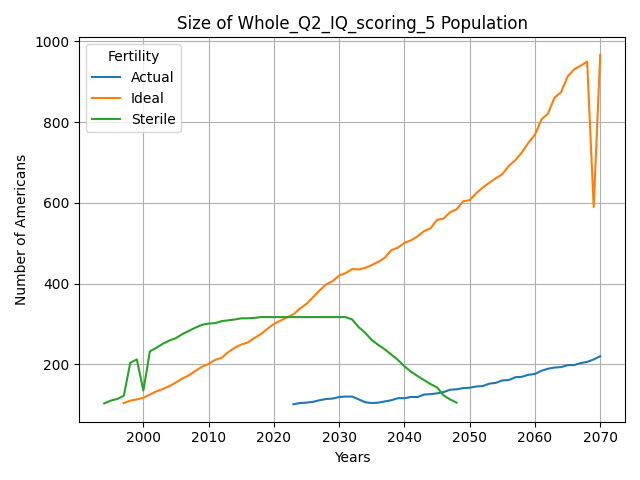 Size of Whole_Q2_IQ_scoring_5 Population
Fertility
Actual
Ideal
Sterile
Number of Americans
1000
800
600
400
200
2000 2010 2020 2030 2040 2050 2060 2070
Years